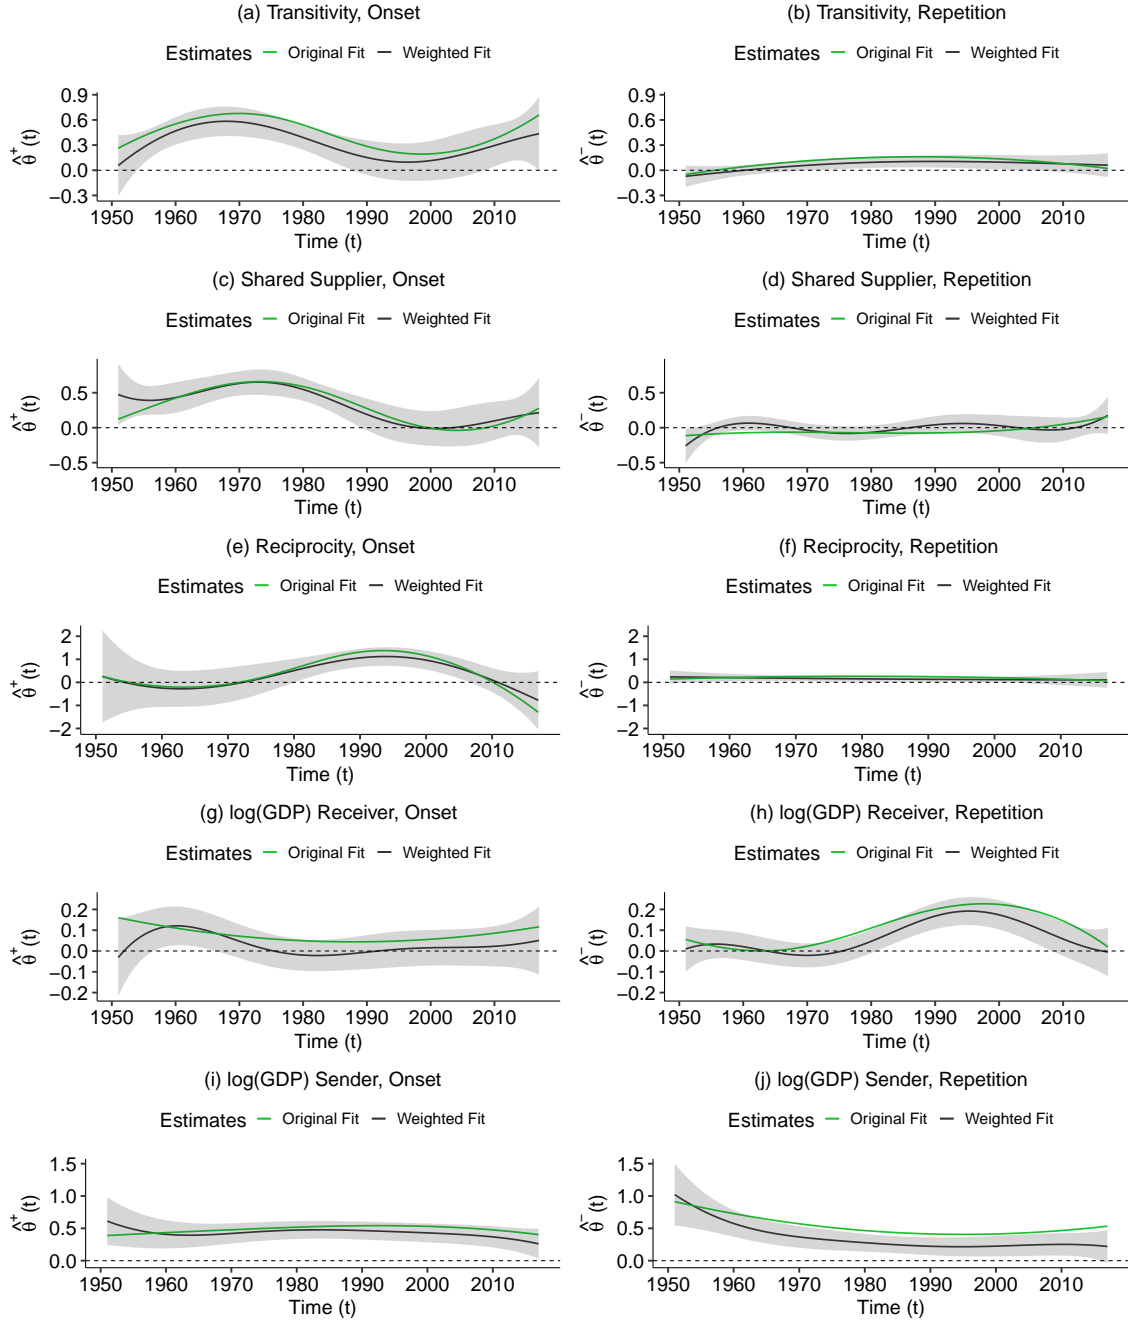 (a) Transitivity, Onset
Estimates Original Fit Weighted Fit
0.9
0.6
0.3
0.0
−0.3
θ̂⁺(t)
1950 1960 1970 1980 1990 2000 2010
Time (t)
(b) Transitivity, Repetition
Estimates Original Fit Weighted Fit
0.9
0.6
0.3
0.0
−0.3
θ̂⁻(t)
1950 1960 1970 1980 1990 2000 2010
Time (t)
(c) Shared Supplier, Onset
Estimates Original Fit Weighted Fit
0.5
0.0
−0.5
θ̂⁺(t)
1950 1960 1970 1980 1990 2000 2010
Time (t)
(d) Shared Supplier, Repetition
Estimates Original Fit Weighted Fit
0.5
0.0
−0.5
θ̂⁻(t)
1950 1960 1970 1980 1990 2000 2010
Time (t)
(e) Reciprocity, Onset
Estimates Original Fit Weighted Fit
2
1
0
−1
−2
θ̂⁺(t)
1950 1960 1970 1980 1990 2000 2010
Time (t)
(f) Reciprocity, Repetition
Estimates Original Fit Weighted Fit
2
1
0
−1
−2
θ̂⁻(t)
1950 1960 1970 1980 1990 2000 2010
Time (t)
(g) log(GDP) Receiver, Onset
Estimates Original Fit Weighted Fit
0.2
0.1
0.0
−0.1
−0.2
θ̂⁺(t)
1950 1960 1970 1980 1990 2000 2010
Time (t)
(h) log(GDP) Receiver, Repetition
Estimates Original Fit Weighted Fit
0.2
0.1
0.0
−0.1
−0.2
θ̂⁻(t)
1950 1960 1970 1980 1990 2000 2010
Time (t)
(i) log(GDP) Sender, Onset
Estimates Original Fit Weighted Fit
1.5
1.0
0.5
0.0
θ̂⁺(t)
1950 1960 1970 1980 1990 2000 2010
Time (t)
(j) log(GDP) Sender, Repetition
Estimates Original Fit Weighted Fit
1.5
1.0
0.5
0.0
θ̂⁻(t)
1950 1960 1970 1980 1990 2000 2010
Time (t)